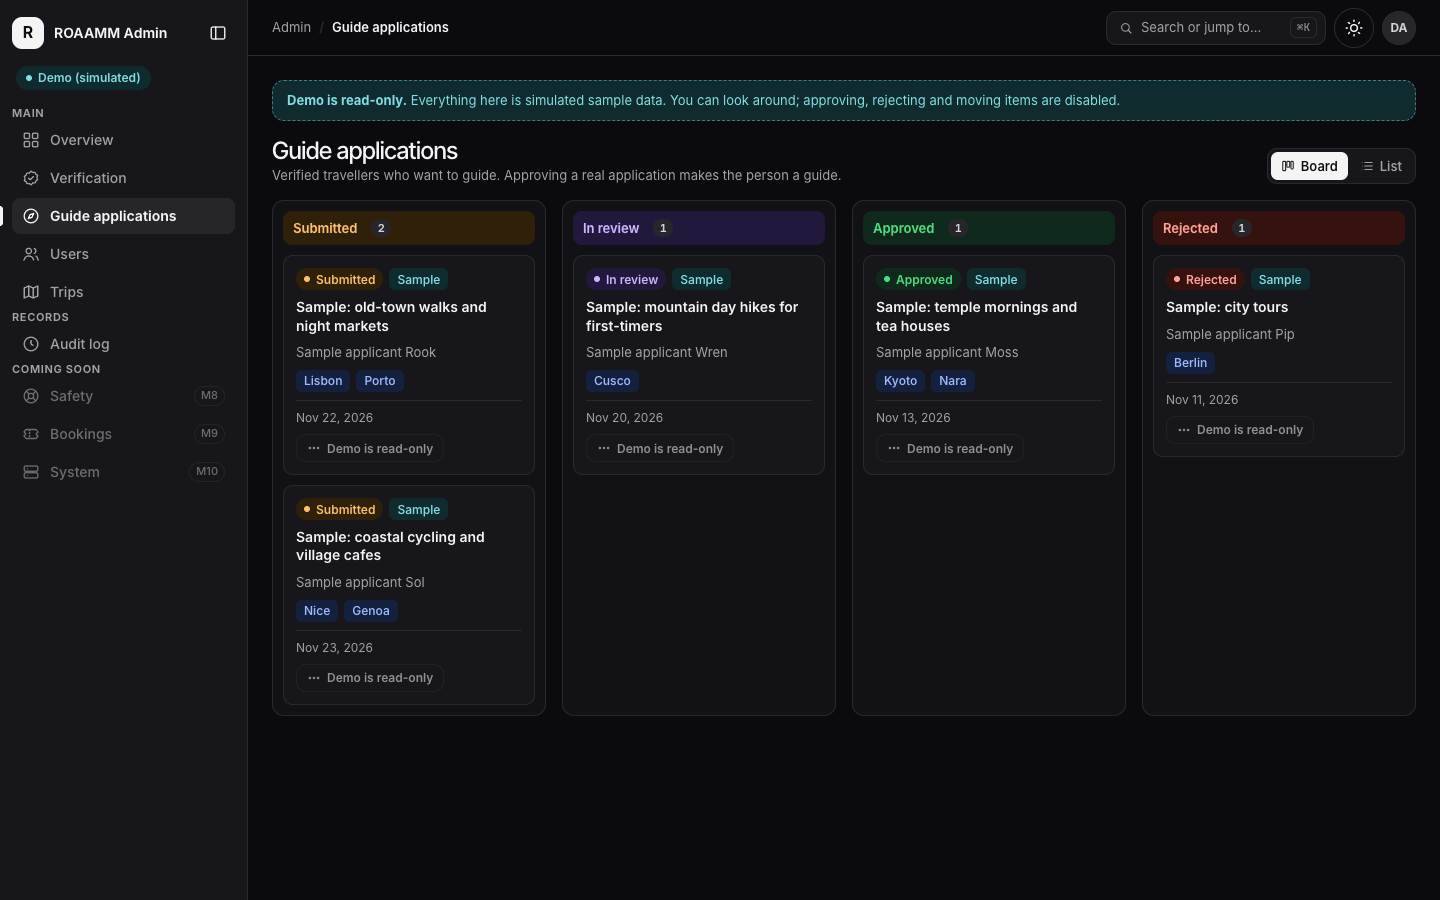 R ROAAMM Admin
Demo (simulated)
MAIN
Overview
Verification
Guide applications
Users
Trips
RECORDS
Audit log
COMING SOON
Safety M8
Bookings M9
System M10
Admin / Guide applications
Search or jump to... ⌘K
DA
Demo is read-only. Everything here is simulated sample data. You can look around; approving, rejecting and moving items are disabled.
Guide applications
Verified travellers who want to guide. Approving a real application makes the person a guide.
Board List
Submitted 2
Submitted Sample
Sample: old-town walks and
night markets
Sample applicant Rook
Lisbon Porto
Nov 22, 2026
Demo is read-only
Submitted Sample
Sample: coastal cycling and
village cafes
Sample applicant Sol
Nice Genoa
Nov 23, 2026
Demo is read-only
In review 1
In review Sample
Sample: mountain day hikes for
first-timers
Sample applicant Wren
Cusco
Nov 20, 2026
Demo is read-only
Approved 1
Approved Sample
Sample: temple mornings and
tea houses
Sample applicant Moss
Kyoto Nara
Nov 13, 2026
Demo is read-only
Rejected 1
Rejected Sample
Sample: city tours
Sample applicant Pip
Berlin
Nov 11, 2026
Demo is read-only